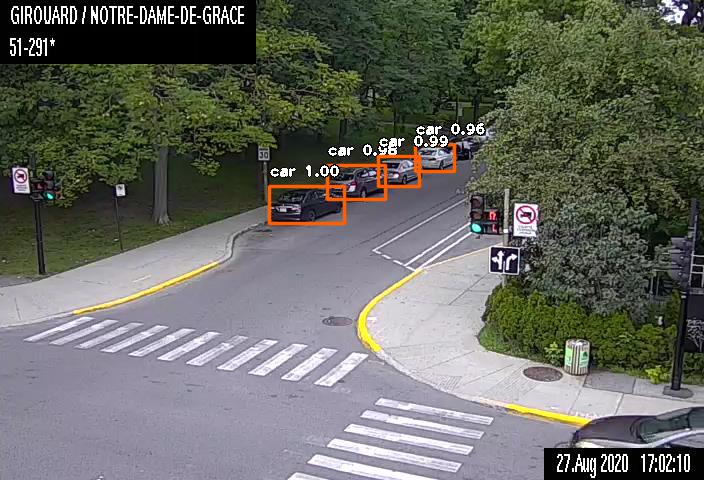 GIROUARD / NOTRE-DAME-DE-GRACE
51-291*
car 0.96
car 0.99
car 0.98
car 1.00
30
27.Aug 2020 17:02:10